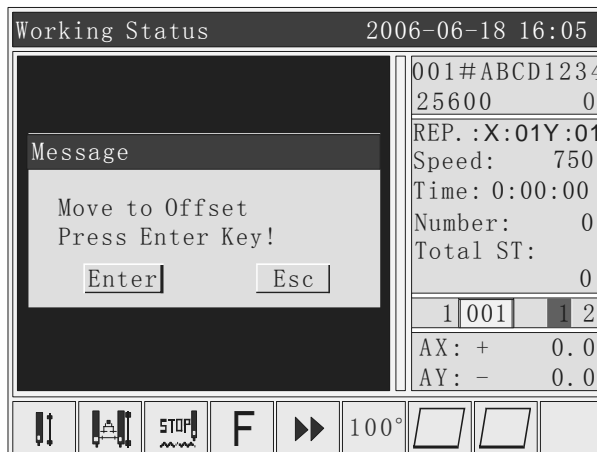 Working Status 2006-06-18 16:05
001#ABCD1234
25600 0
REP.:X:01Y:01
Message
Speed: 750
Move to Offset
Time: 0:00:00
Press Enter Key!
Number: 0
Total ST:
Enter Esc
0
1 001 1 2
AX: + 0.0
AY: - 0.0
STOP F 100°